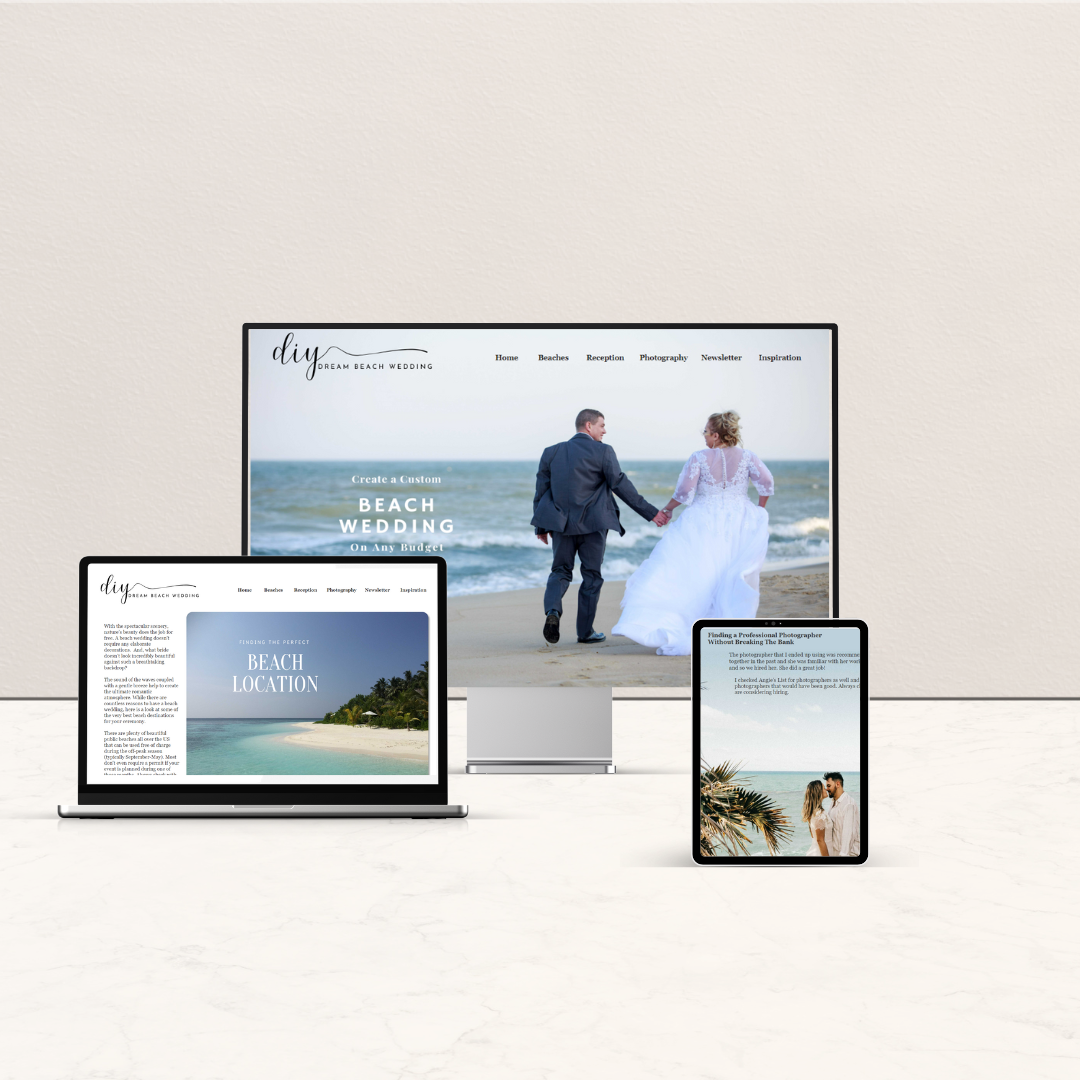 diy
DREAM BEACH WEDDING
Home Beaches Reception Photography Newsletter Inspiration
Create a Custom
BEACH
WEDDING
On Any Budget
diy
DREAM BEACH WEDDING
Home Beaches Reception Photography Newsletter Inspiration
With the spectacular scenery,
nature's beauty does the job for
free. A beach wedding doesn't
require any elaborate
decorations. And, what bride
doesn't look incredibly beautiful
against such a breathtaking
backdrop?
The sound of the waves coupled
with a gentle breeze help to create
the ultimate romantic
atmosphere. While there are
countless reasons to have a beach
wedding, here is a look at some of
the very best beach destinations
for your ceremony.
There are plenty of beautiful
public beaches all over the US
that can be used free of charge
during the off-peak season
(typically September-May). Most
don't even require a permit if your
event is planned during one of
FINDING THE PERFECT
BEACH
LOCATION
Finding a Professional Photographer
Without Breaking The Bank
The photographer that I ended up using was
together in the past and she was familiar with her
and so we hired her. She did a great job!
I checked Angie's List for photographers as well and
photographers that would have been good. Always
are considering hiring.